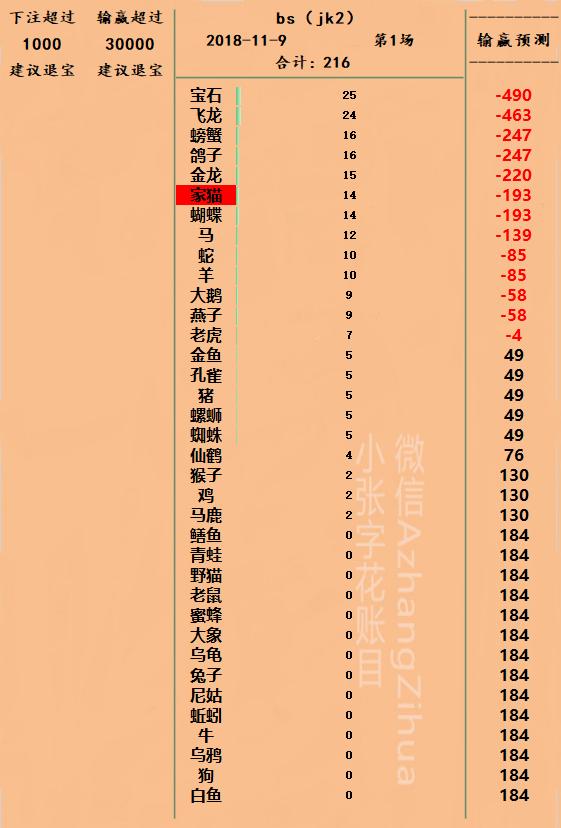 下注超过 输赢超过
1000 30000
建议退宝 建议退宝
bs（jk2）
2018-11-9 第1场
合计：216
----------
输赢预测
----------
宝石 25 -490
飞龙 24 -463
螃蟹 16 -247
鸽子 16 -247
金龙 15 -220
家猫 14 -193
蝴蝶 14 -193
马 12 -139
蛇 10 -85
羊 10 -85
大鹅 9 -58
燕子 9 -58
老虎 7 -4
金鱼 5 49
孔雀 5 49
猪 5 49
螺蛳 5 49
蜘蛛 5 49
仙鹤 4 76
猴子 2 130
鸡 2 130
马鹿 2 130
鳝鱼 0 184
青蛙 0 184
野猫 0 184
老鼠 0 184
蜜蜂 0 184
大象 0 184
乌龟 0 184
兔子 0 184
尼姑 0 184
蚯蚓 0 184
牛 0 184
乌鸦 0 184
狗 0 184
白鱼 0 184
微信AzhangZihua
小张字花账目